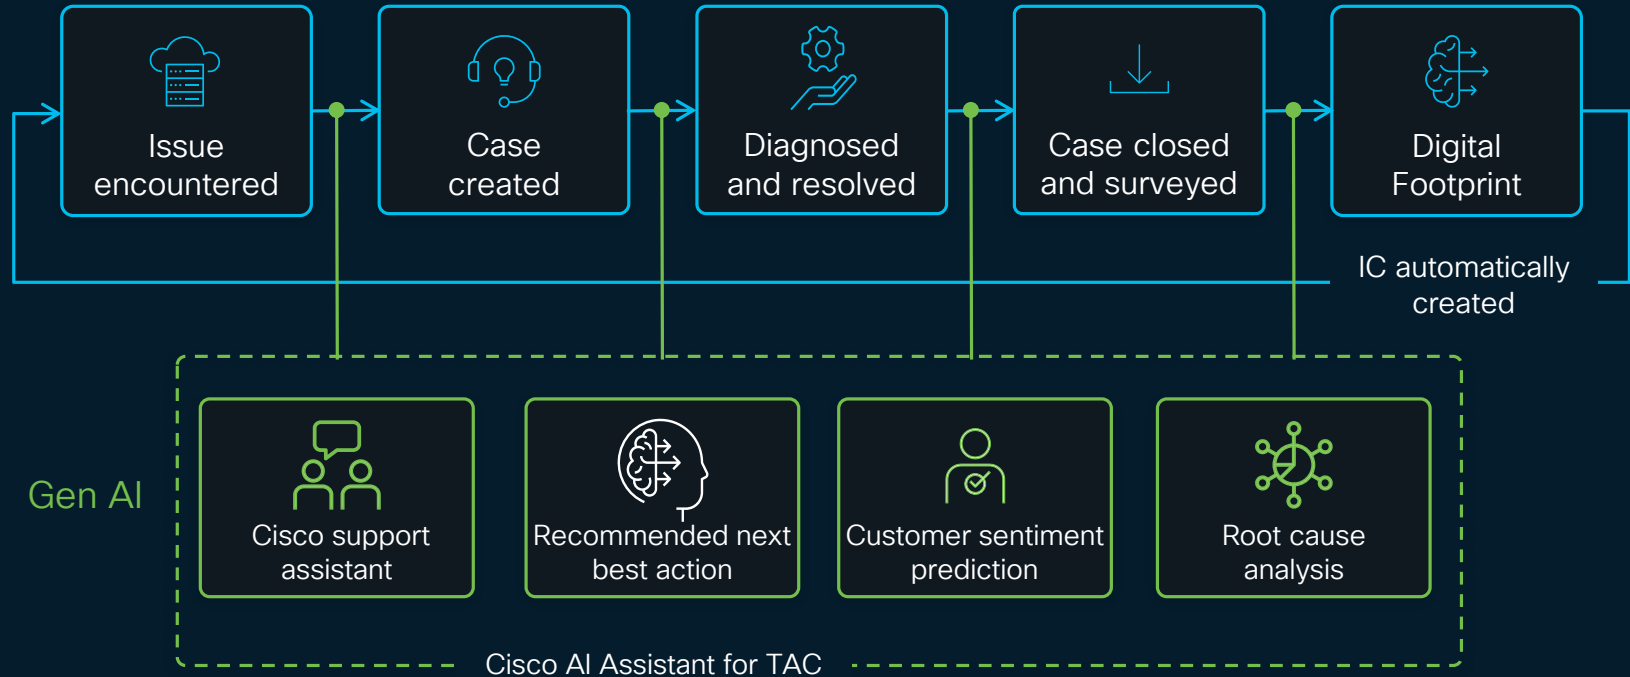 Issue
encountered
Case
created
Diagnosed
and resolved
Case closed
and surveyed
Digital
Footprint
IC automatically
created
Gen AI
Cisco support
assistant
Recommended next
best action
Customer sentiment
prediction
Root cause
analysis
Cisco AI Assistant for TAC